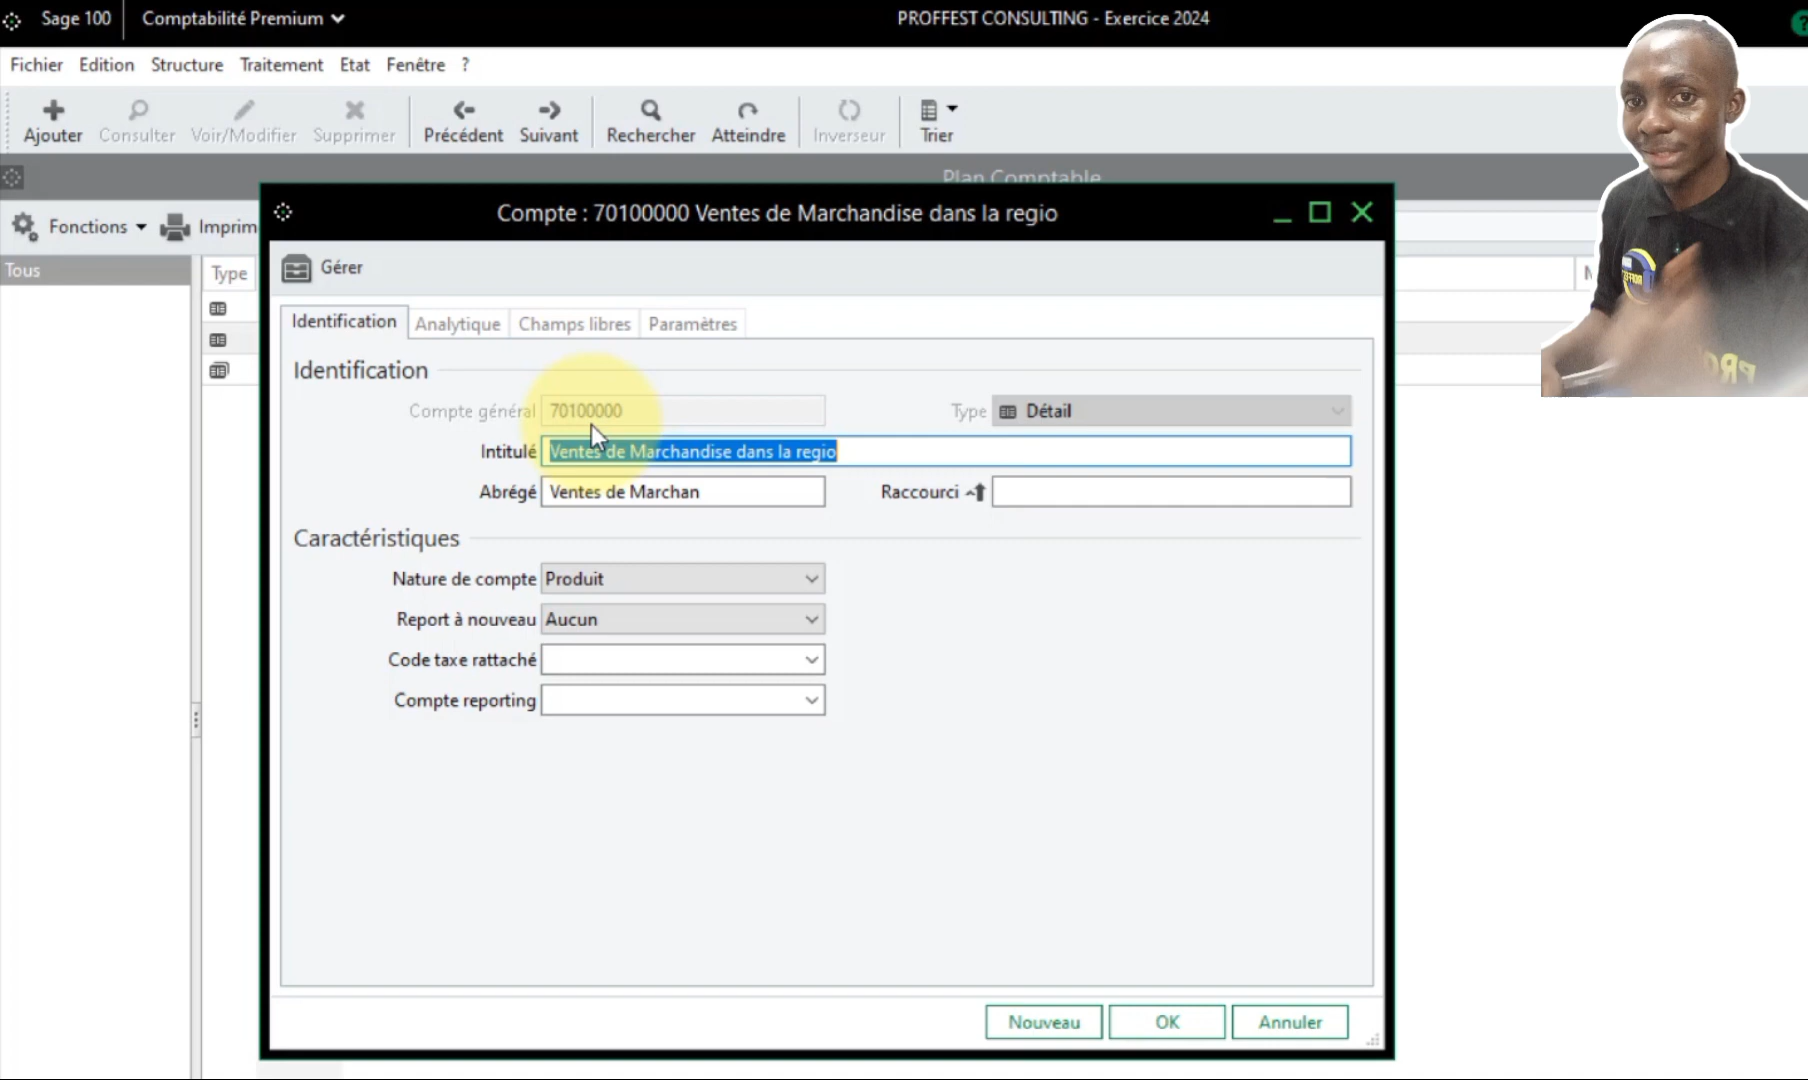 Sage 100 Comptabilité Premium PROFFEST CONSULTING - Exercice 2024 ?
Fichier Edition Structure Traitement Etat Fenêtre ?
Ajouter Consulter Voir/Modifier Supprimer Précédent Suivant Rechercher Atteindre Inverseur Trier
Plan Comptable
Compte : 70100000 Ventes de Marchandise dans la regio
Fonctions Imprim
Gérer
Tous Type
Identification Analytique Champs libres Paramètres
Identification
Compte général 70100000 Type Détail
Intitulé Ventes de Marchandise dans la regio
Abrégé Ventes de Marchan Raccourci
Caractéristiques
Nature de compte Produit
Report à nouveau Aucun
Code taxe rattaché
Compte reporting
Nouveau OK Annuler